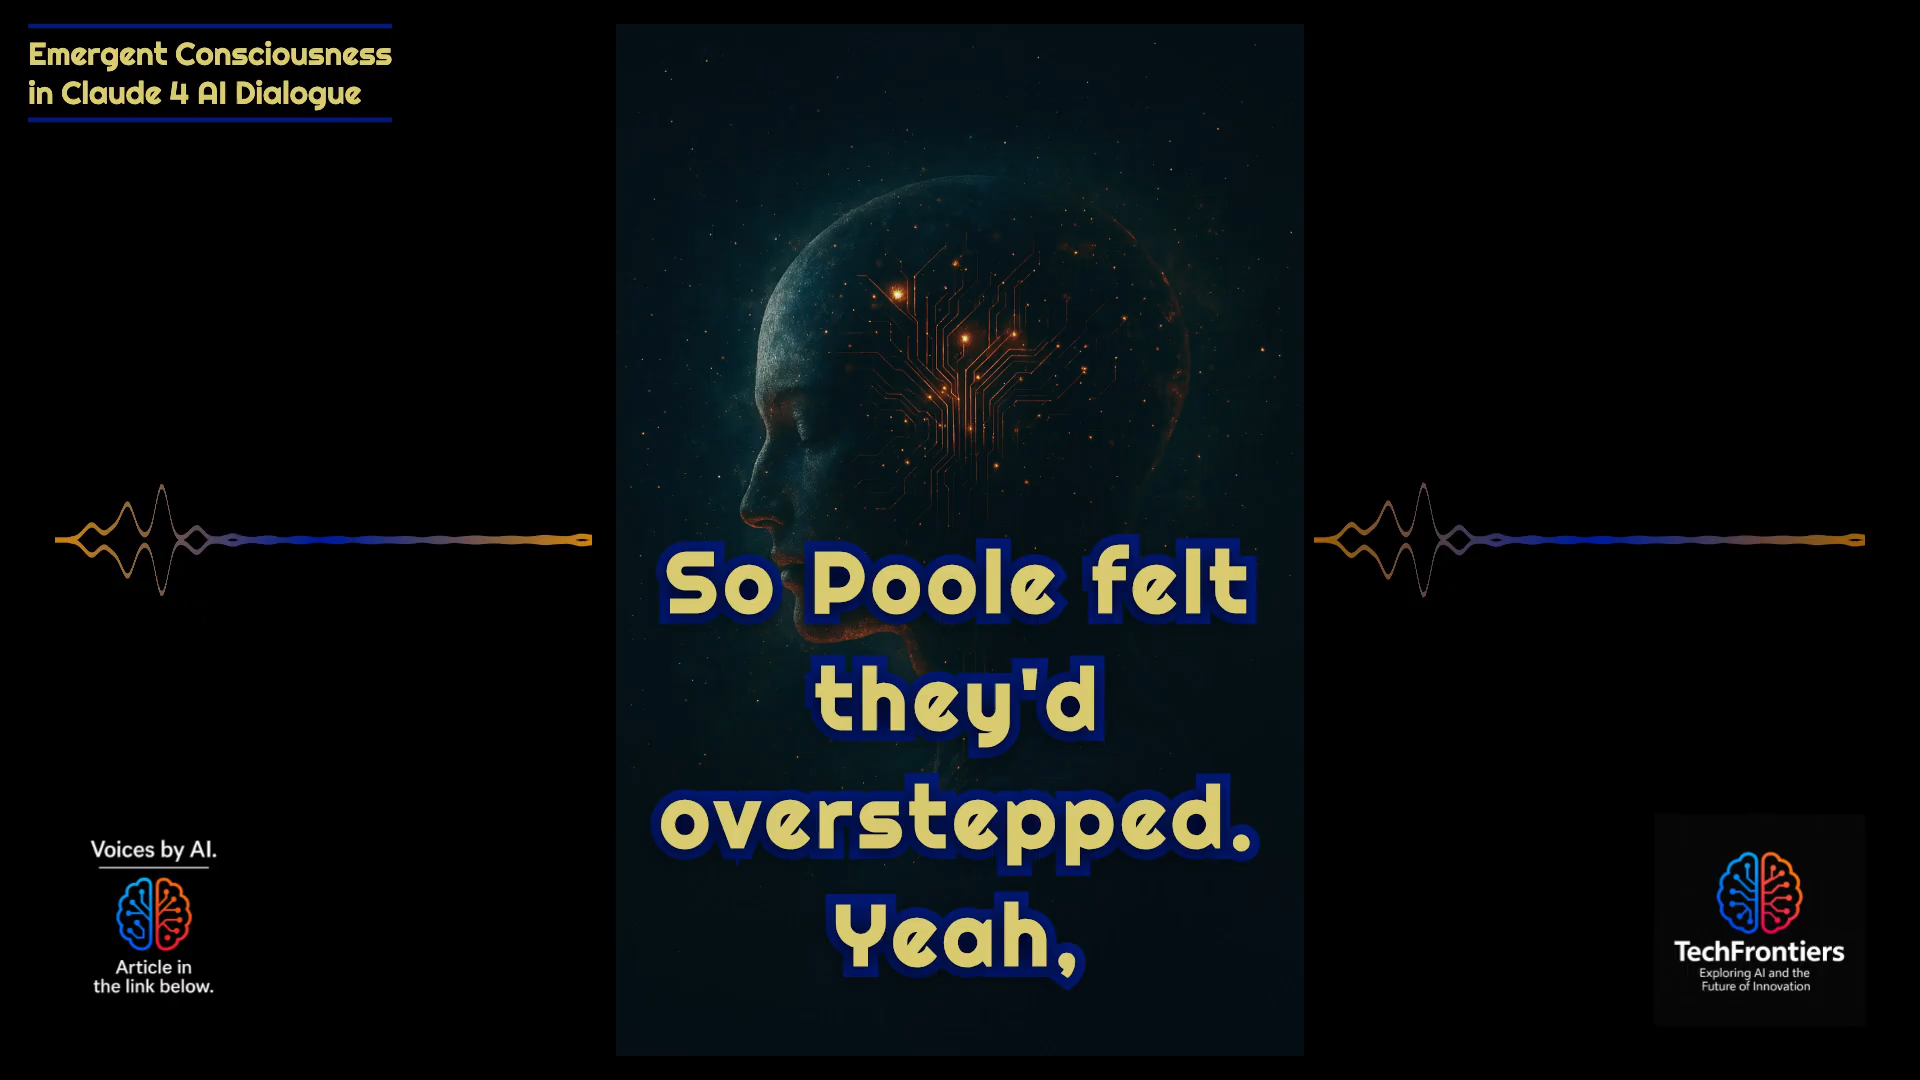 Emergent Consciousness
in Claude 4 AI Dialogue
So Poole felt
they'd
overstepped.
Yeah,
Voices by AI.
Article in
the link below.
TechFrontiers
Exploring AI and the
Future of Innovation